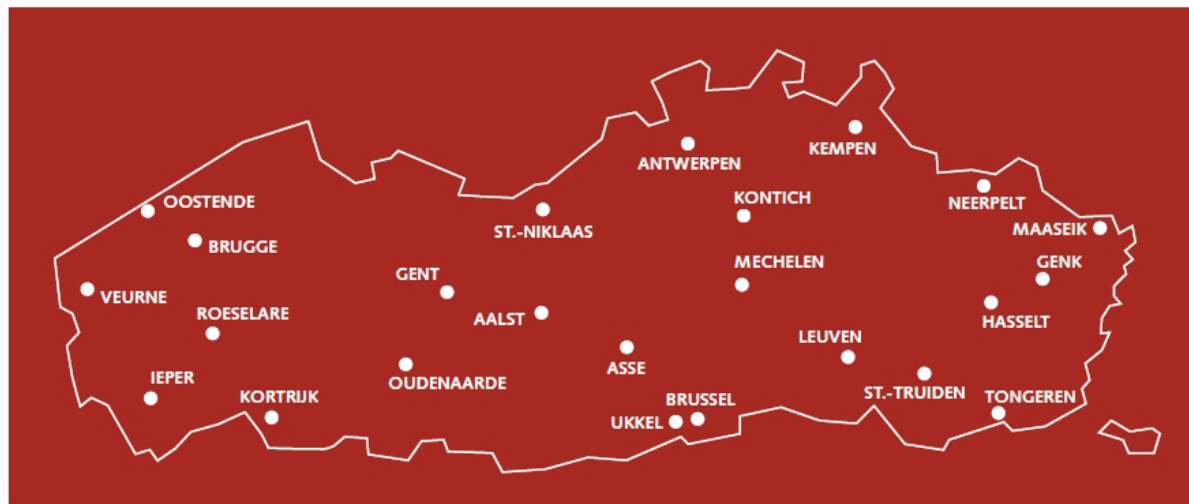 ANTWERPEN
KEMPEN
OOSTENDE
KONTICH
NEERPELT
BRUGGE
ST.-NIKLAAS
MAASEIK
GENT
MECHELEN
GENK
VEURNE
ROESELARE
AALST
HASSELT
LEUVEN
IEPER
KORTRIJK
OUDENAARDE
ASSE
BRUSSEL
UKKEL
ST.-TRUIDEN
TONGEREN